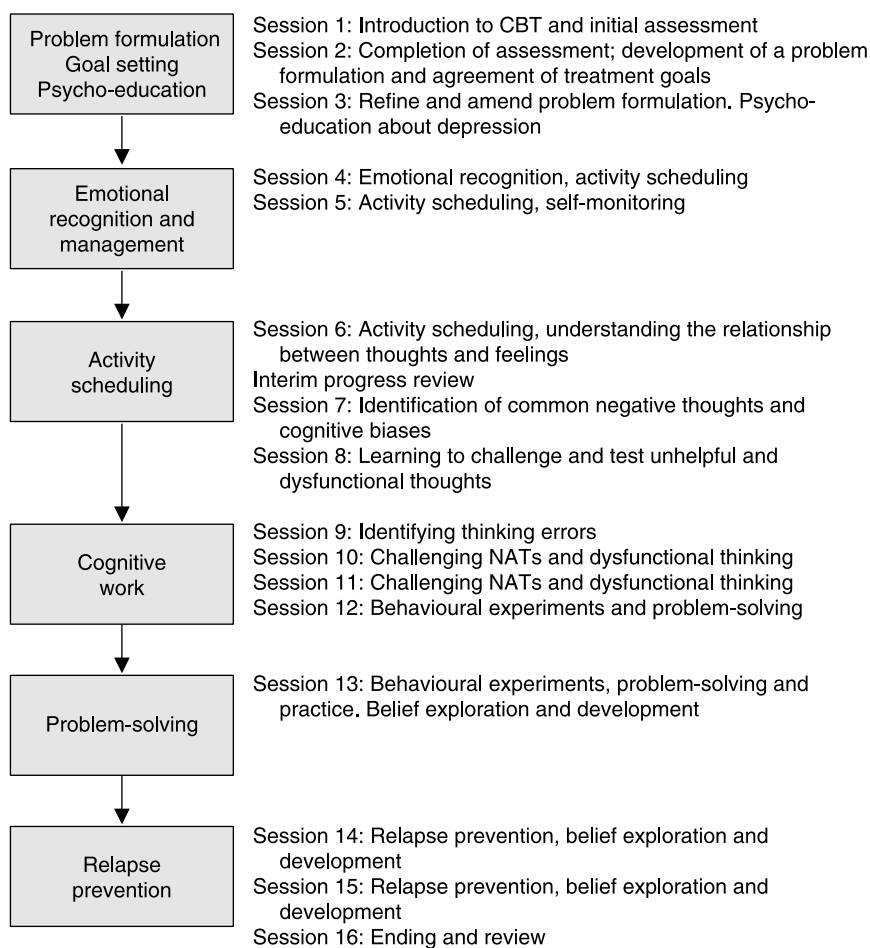 Problem formulation
Goal setting
Psycho-education
Session 1: Introduction to CBT and initial assessment
Session 2: Completion of assessment; development of a problem
formulation and agreement of treatment goals
Session 3: Refine and amend problem formulation. Psycho-
education about depression
Emotional
recognition and
management
Session 4: Emotional recognition, activity scheduling
Session 5: Activity scheduling, self-monitoring
Activity
scheduling
Session 6: Activity scheduling, understanding the relationship
between thoughts and feelings
Interim progress review
Session 7: Identification of common negative thoughts and
cognitive biases
Session 8: Learning to challenge and test unhelpful and
dysfunctional thoughts
Cognitive
work
Session 9: Identifying thinking errors
Session 10: Challenging NATs and dysfunctional thinking
Session 11: Challenging NATs and dysfunctional thinking
Session 12: Behavioural experiments and problem-solving
Problem-solving
Session 13: Behavioural experiments, problem-solving and
practice. Belief exploration and development
Relapse
prevention
Session 14: Relapse prevention, belief exploration and
development
Session 15: Relapse prevention, belief exploration and
development
Session 16: Ending and review